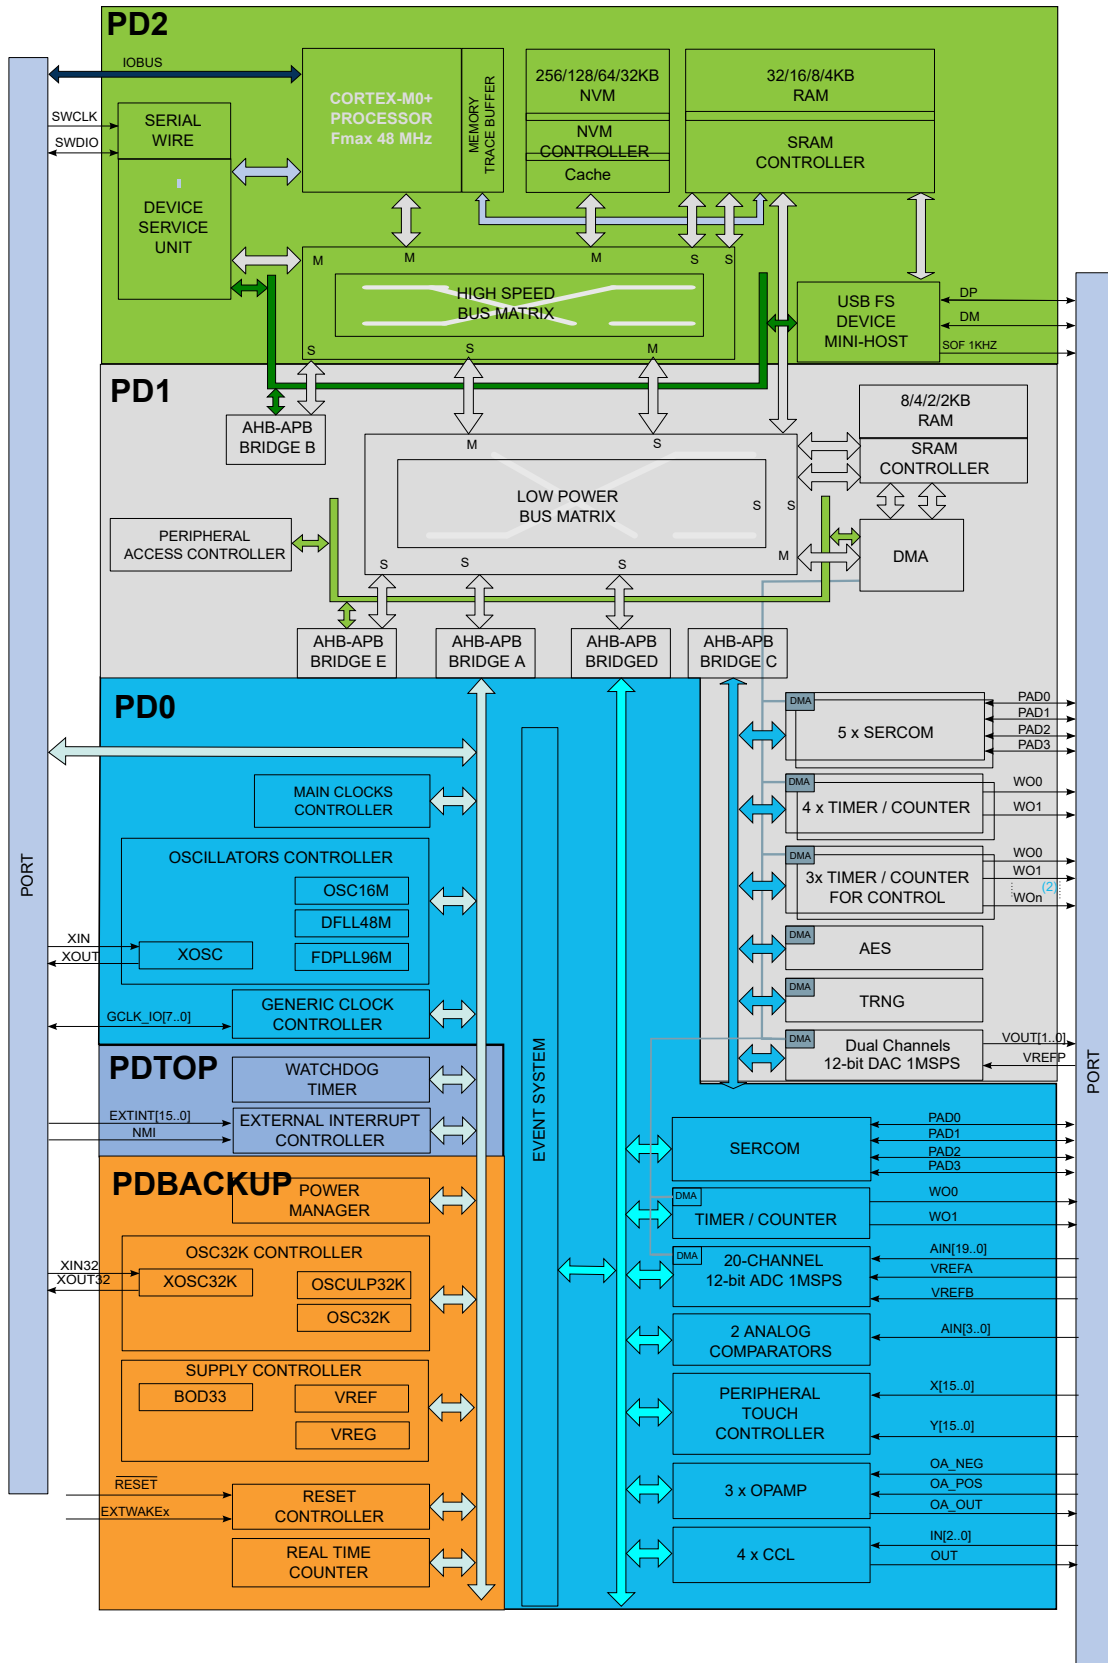 PD2
IOBUS
SWCLK
SWDIO
SERIAL
WIRE
DEVICE
SERVICE
UNIT
CORTEX-M0+
PROCESSOR
Fmax 48 MHz
MEMORY
TRACE BUFFER
256/128/64/32KB
NVM
NVM
CONTROLLER
Cache
32/16/8/4KB
RAM
SRAM
CONTROLLER
M
M
M
S
S
HIGH SPEED
BUS MATRIX
S
S
M
USB FS
DEVICE
MINI-HOST
DP
DM
SOF 1KHZ
PD1
AHB-APB
BRIDGE B
8/4/2/2KB
RAM
SRAM
CONTROLLER
M
S
LOW POWER
BUS MATRIX
S
S
M
S
S
S
PERIPHERAL
ACCESS CONTROLLER
DMA
AHB-APB
BRIDGE E
AHB-APB
BRIDGE A
AHB-APB
BRIDGED
AHB-APB
BRIDGE C
PD0
DMA
5 x SERCOM
PAD0
PAD1
PAD2
PAD3
MAIN CLOCKS
CONTROLLER
DMA
4 x TIMER / COUNTER
WO0
WO1
OSCILLATORS CONTROLLER
OSC16M
DFLL48M
FDPLL96M
XOSC
XIN
XOUT
DMA
3x TIMER / COUNTER
FOR CONTROL
WO0
WO1
(2)
WOn
DMA
AES
DMA
TRNG
GCLK_IO[7..0]
GENERIC CLOCK
CONTROLLER
DMA
Dual Channels
12-bit DAC 1MSPS
VOUT[1..0]
VREFP
PORT
PORT
EVENT SYSTEM
PDTOP
WATCHDOG
TIMER
EXTINT[15..0]
NMI
EXTERNAL INTERRUPT
CONTROLLER
SERCOM
PAD0
PAD1
PAD2
PAD3
PDBACKUP
POWER
MANAGER
DMA
TIMER / COUNTER
WO0
WO1
OSC32K CONTROLLER
XOSC32K
OSCULP32K
OSC32K
XIN32
XOUT32
DMA
20-CHANNEL
12-bit ADC 1MSPS
AIN[19..0]
VREFA
VREFB
2 ANALOG
COMPARATORS
AIN[3..0]
SUPPLY CONTROLLER
BOD33
VREF
VREG
PERIPHERAL
TOUCH
CONTROLLER
X[15..0]
Y[15..0]
RESET
EXTWAKEx
RESET
CONTROLLER
3 x OPAMP
OA_NEG
OA_POS
OA_OUT
REAL TIME
COUNTER
4 x CCL
IN[2..0]
OUT